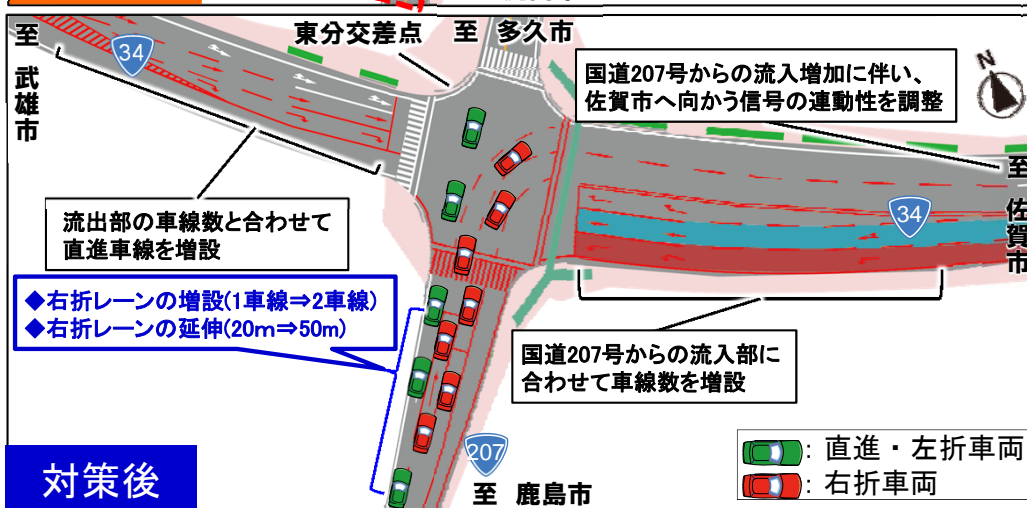 至 武雄市
34
東分交差点
至 多久市
N
国道207号からの流入増加に伴い、
佐賀市へ向かう信号の連動性を調整
至 佐賀市
34
流出部の車線数と合わせて
直進車線を増設
◆右折レーンの増設(1車線⇒2車線)
◆右折レーンの延伸(20m⇒50m)
国道207号からの流入部に
合わせて車線数を増設
対策後
207
至 鹿島市
: 直進・左折車両
: 右折車両